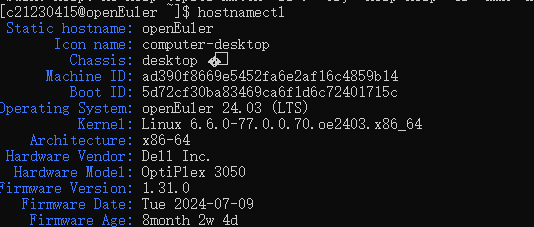 [c21230415@openEuler ~]$ hostnamectl
Static hostname: openEuler
Icon name: computer-desktop
Chassis: desktop
Machine ID: ad390f8669e5452fa6e2af16c4859b14
Boot ID: 5d72cf30ba83469ca6f1d6c72401715c
Operating System: openEuler 24.03 (LTS)
Kernel: Linux 6.6.0-77.0.0.70.oe2403.x86_64
Architecture: x86-64
Hardware Vendor: Dell Inc.
Hardware Model: OptiPlex 3050
Firmware Version: 1.31.0
Firmware Date: Tue 2024-07-09
Firmware Age: 8month 2w 4d